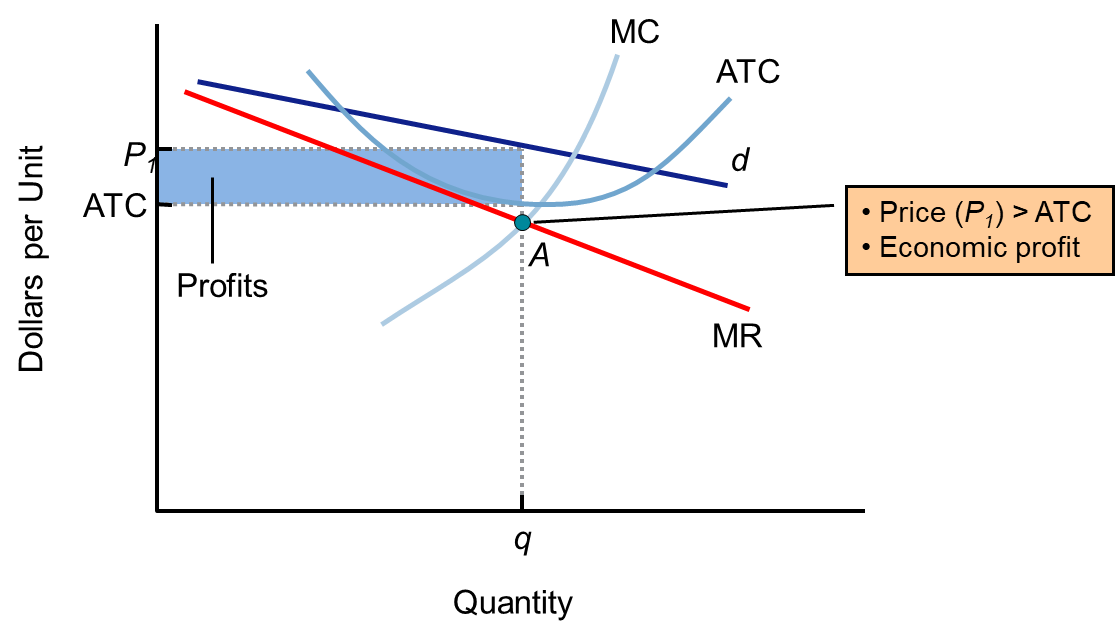 MC
ATC
P1
d
ATC
• Price (P1) > ATC
• Economic profit
A
Profits
MR
Dollars per Unit
q
Quantity